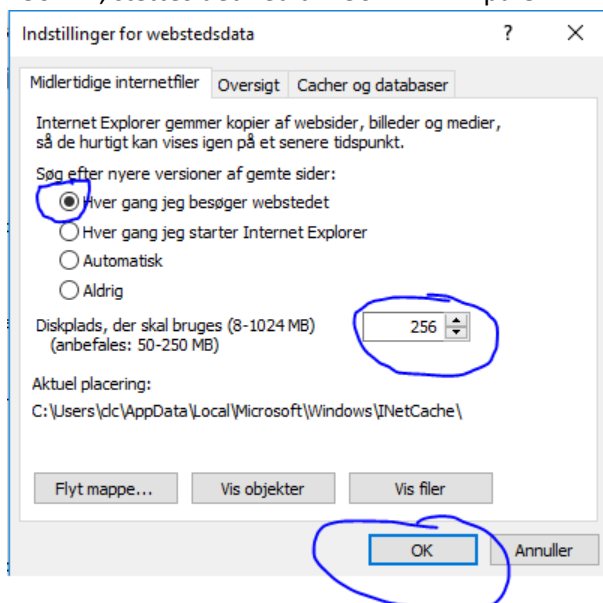 Indstillinger for webstedsdata ? ✕
Midlertidige internetfiler Oversigt Cacher og databaser
Internet Explorer gemmer kopier af websider, billeder og medier,
så de hurtigt kan vises igen på et senere tidspunkt.
Søg efter nyere versioner af gemte sider:
Hver gang jeg besøger webstedet
Hver gang jeg starter Internet Explorer
Automatisk
Aldrig
Diskplads, der skal bruges (8-1024 MB) 256
(anbefales: 50-250 MB)
Aktuel placering:
C:\Users\clc\AppData\Local\Microsoft\Windows\INetCache\
Flyt mappe... Vis objekter Vis filer
OK Annuller